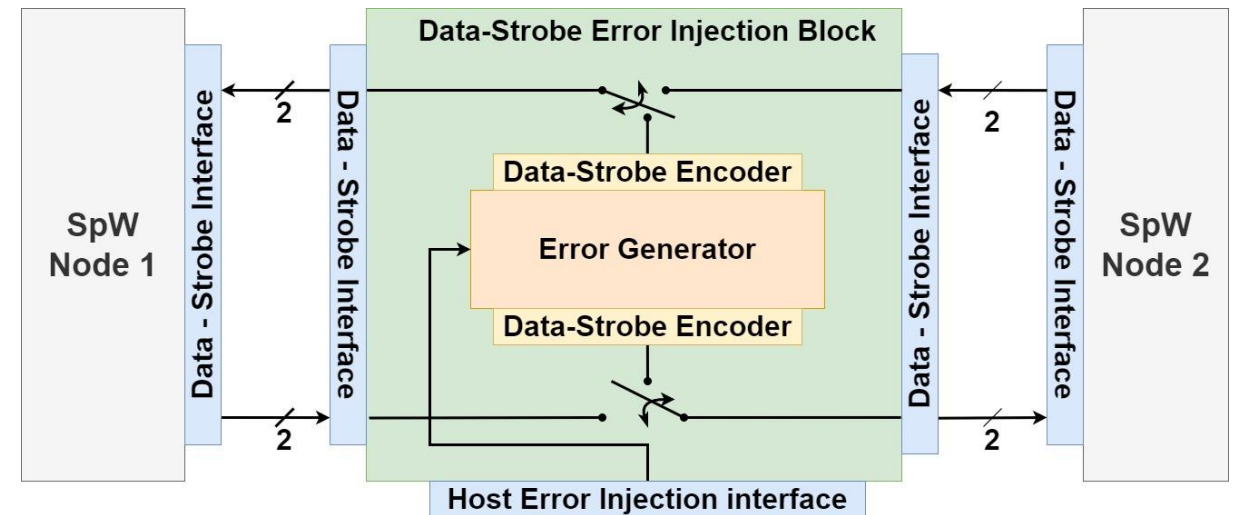 Data-Strobe Error Injection Block
SpW
Node 1
Data - Strobe Interface
2
2
Data - Strobe Interface
Data-Strobe Encoder
Error Generator
Data-Strobe Encoder
Host Error Injection interface
Data - Strobe Interface
2
2
Data - Strobe Interface
SpW
Node 2